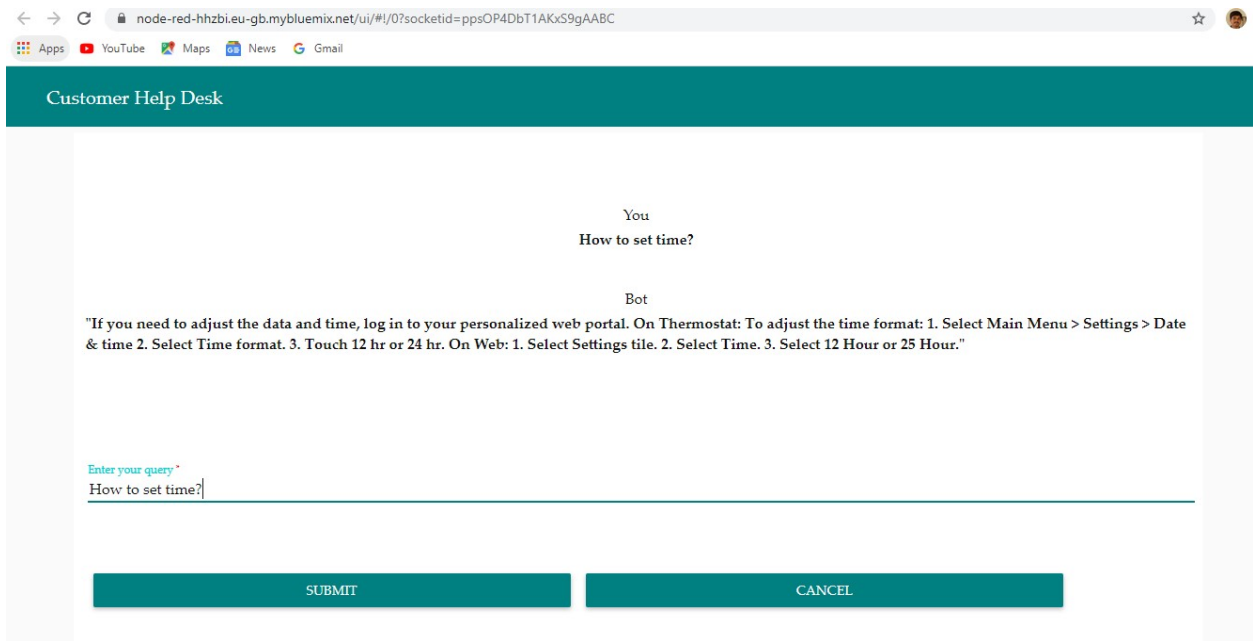 node-red-hhzbi.eu-gb.mybluemix.net/ui/#!/0?socketid=ppsOP4DbT1AKxS9gAABC
Apps YouTube Maps News Gmail
Customer Help Desk
You
How to set time?
Bot
"If you need to adjust the data and time, log in to your personalized web portal. On Thermostat: To adjust the time format: 1. Select Main Menu > Settings > Date
& time 2. Select Time format. 3. Touch 12 hr or 24 hr. On Web: 1. Select Settings tile. 2. Select Time. 3. Select 12 Hour or 25 Hour."
Enter your query *
How to set time?
SUBMIT CANCEL